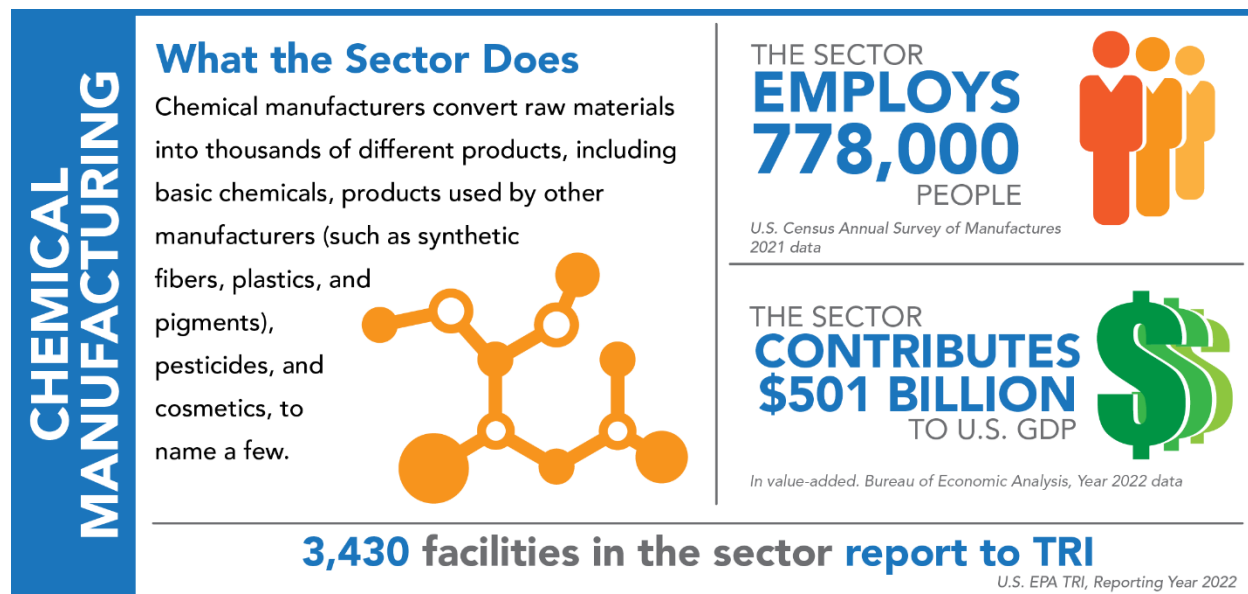 CHEMICAL
MANUFACTURING
What the Sector Does
Chemical manufacturers convert raw materials
into thousands of different products, including
basic chemicals, products used by other
manufacturers (such as synthetic
fibers, plastics, and
pigments),
pesticides, and
cosmetics, to
name a few.
THE SECTOR
EMPLOYS
778,000
PEOPLE
U.S. Census Annual Survey of Manufactures
2021 data
THE SECTOR
CONTRIBUTES
$501 BILLION
TO U.S. GDP
In value-added. Bureau of Economic Analysis, Year 2022 data
3,430 facilities in the sector report to TRI
U.S. EPA TRI, Reporting Year 2022